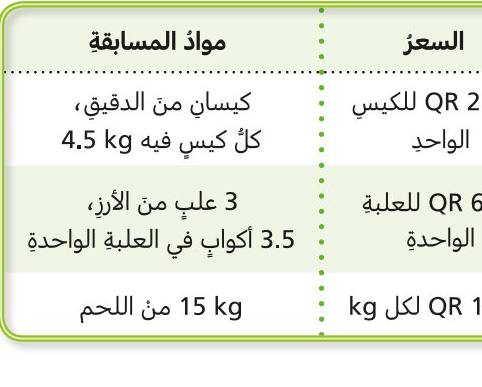 السعرُ
موادُ المسابقةِ
QR 2 للكيسِ
الواحدِ
كيسانِ منَ الدقيقِ،
كلُّ كيسٍ فيه 4.5 kg
QR 6 للعلبةِ
الواحدةِ
3 علبٍ منَ الأرزِ،
3.5 أكوابٍ في العلبةِ الواحدةِ
QR 1 لكل kg
15 kg منْ اللحم